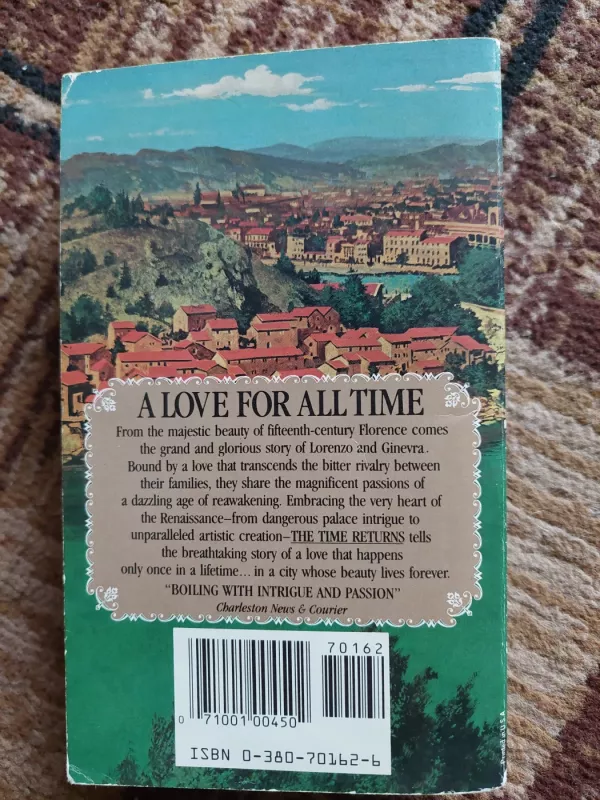 A LOVE FOR ALL TIME
From the majestic beauty of fifteenth-century Florence comes
the grand and glorious story of Lorenzo and Ginevra.
Bound by a love that transcends the bitter rivalry between
their families, they share the magnificent passions of
a dazzling age of reawakening. Embracing the very heart of
the Renaissance—from dangerous palace intrigue to
unparalleled artistic creation—THE TIME RETURNS tells
the breathtaking story of a love that happens
only once in a lifetime... in a city whose beauty lives forever.
"BOILING WITH INTRIGUE AND PASSION"
Charleston News & Courier
70162
0 71001 00450
ISBN 0-380-70162-6
Printed in U.S.A.